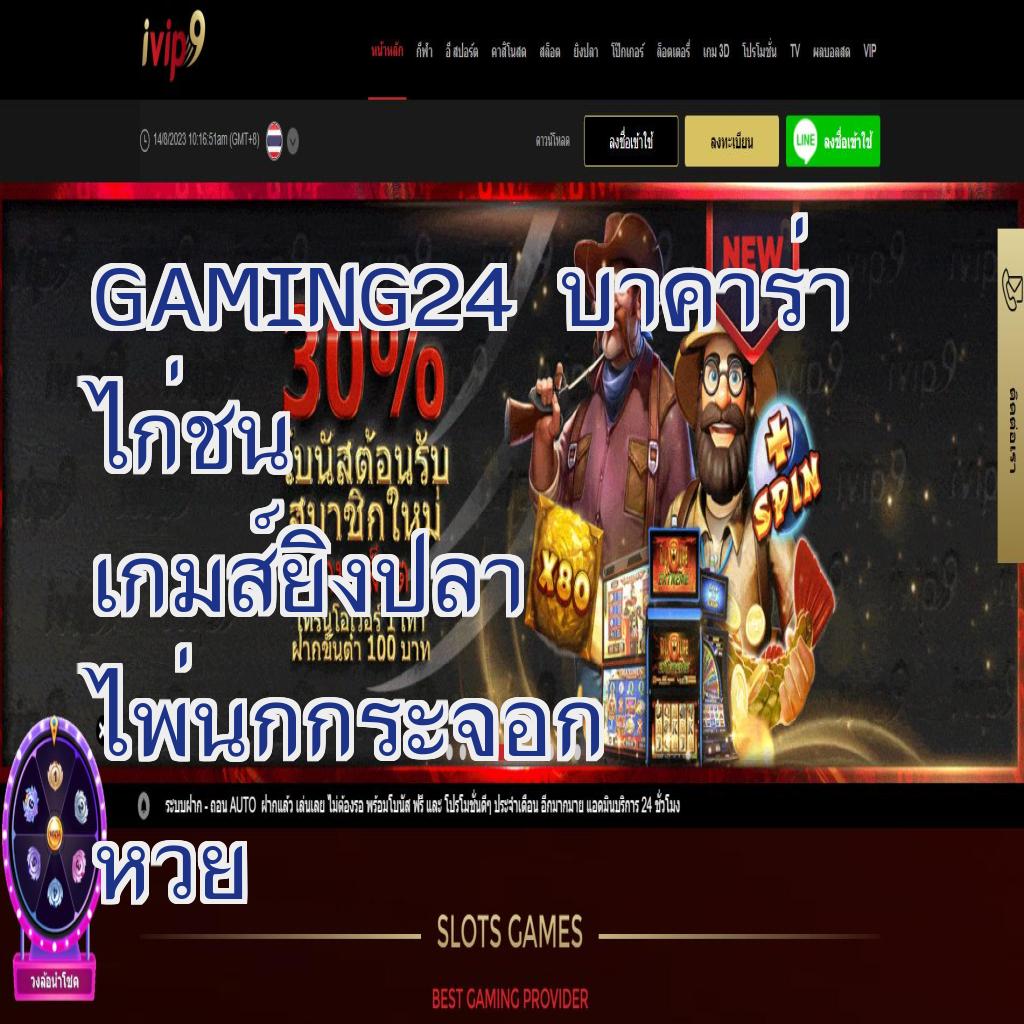 ivip9
หน้าหลัก กีฬา อี สปอร์ต คาสิโนสด สล็อต ยิงปลา โป๊กเกอร์ ล็อตเตอรี่ เกม 3D โปรโมชั่น TV ผลบอลสด VIP
14/8/2023 10:16:51am (GMT+8)
ดาวน์โหลด ลงชื่อเข้าใช้ ลงทะเบียน LINE ลงชื่อเข้าใช้
NEW
GAMING24 บาคาร่า
30%
ไก่ชน
โบนัสต้อนรับ
สมาชิกใหม่
+ SPIN
X80
EXTREME
เกมส์ยิงปลา
ฝากขั้นต่ำ 100 บาท
ไพ่นกกระจอก
ติดต่อเรา
ระบบฝาก - ถอน AUTO ฝากแล้ว เล่นเลย ไม่ต้องรอ พร้อมโบนัส ฟรี และ โปรโมชั่นดีๆ ประจำเดือน อีกมากมาย แอดมินบริการ 24 ชั่วโมง
หวย
SLOTS GAMES
วงล้อนำโชค
BEST GAMING PROVIDER